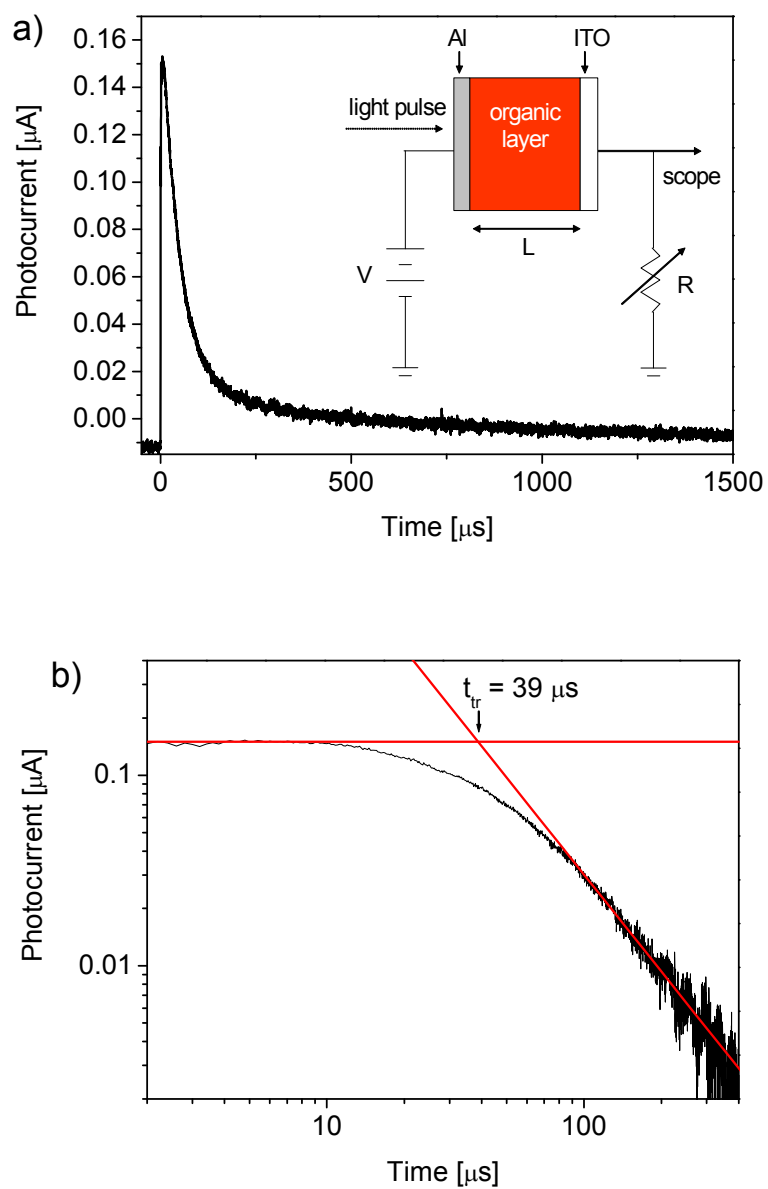 a)
Photocurrent [μA]
0.16
0.14
0.12
0.10
0.08
0.06
0.04
0.02
0.00
0
500
1000
1500
Time [μs]
Al
ITO
light pulse
organic
layer
scope
L
V
R
b)
Photocurrent [μA]
0.1
0.01
10
100
Time [μs]
t_tr = 39 μs